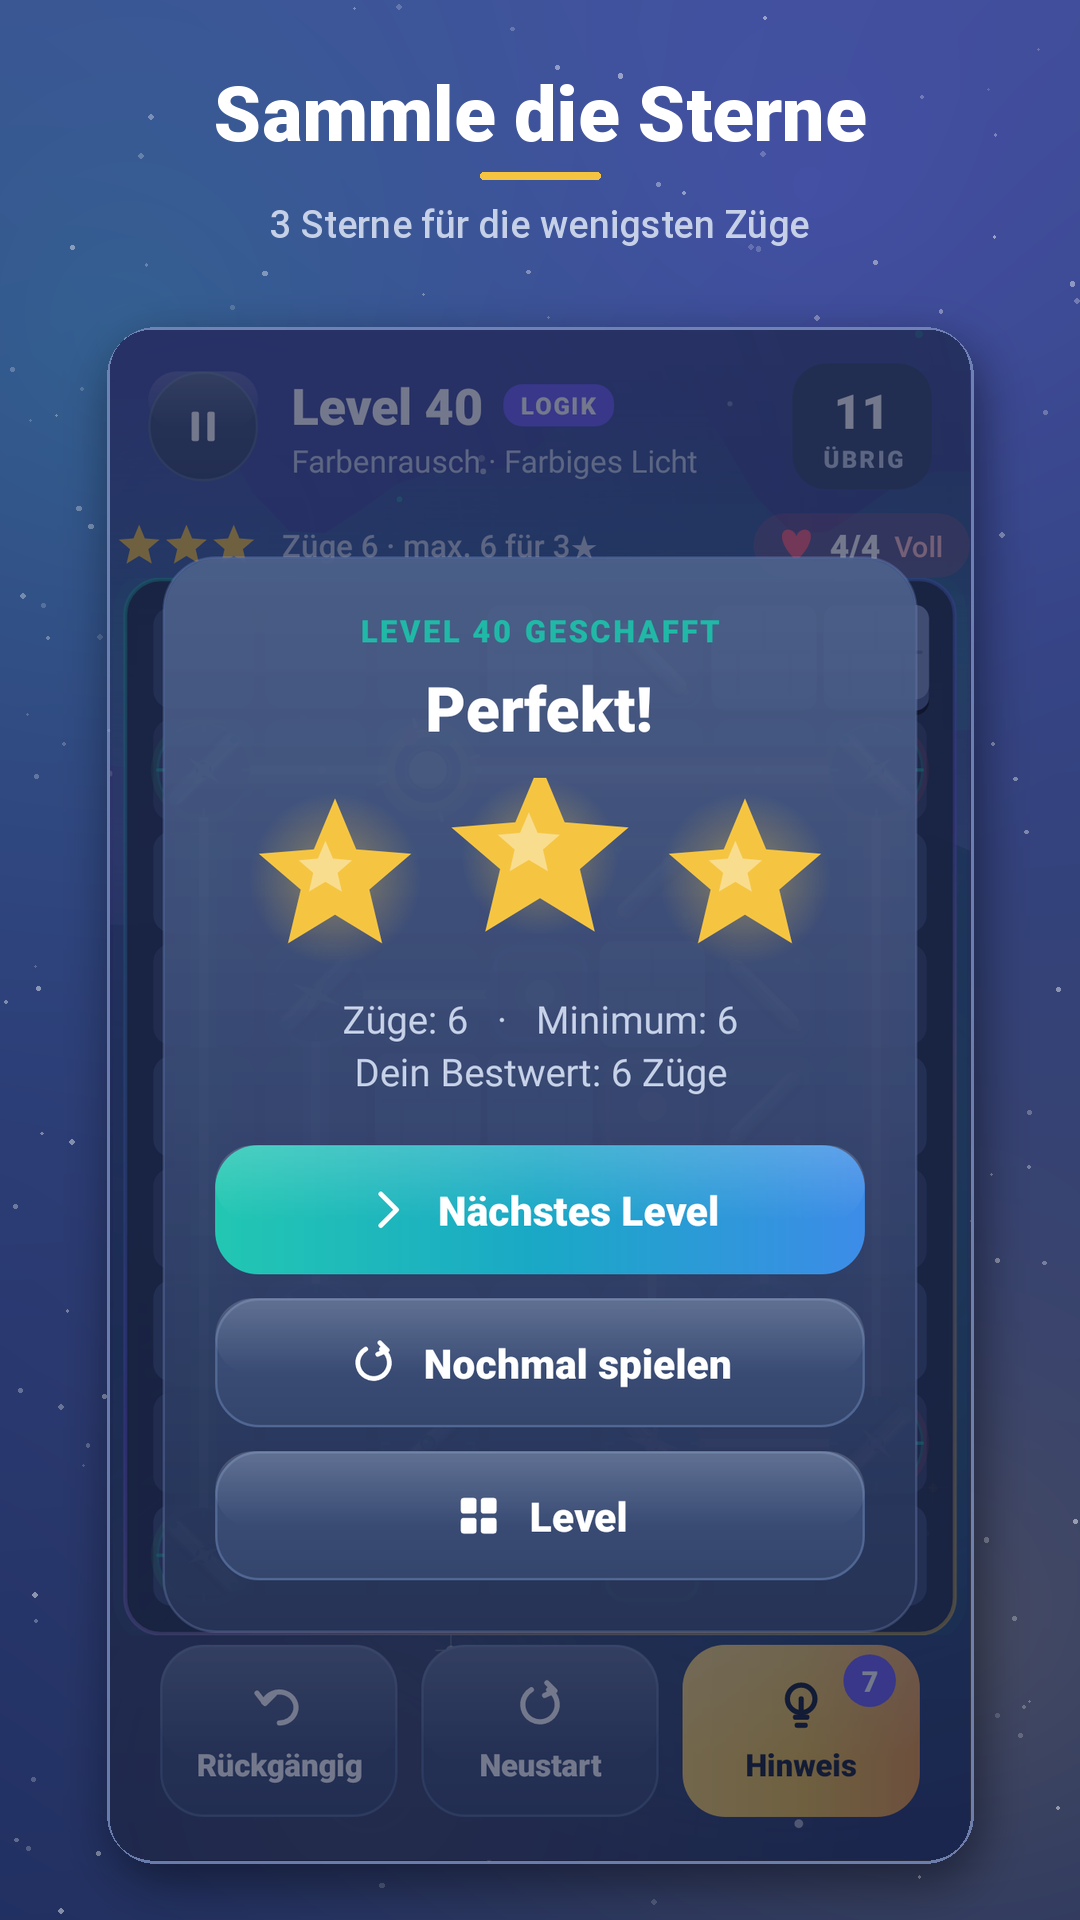 Sammle die Sterne
3 Sterne für die wenigsten Züge
Level 40 LOGIK
Farbenrausch · Farbiges Licht
11
ÜBRIG
Züge 6 · max. 6 für 3★
4/4 Voll
LEVEL 40 GESCHAFFT
Perfekt!
Züge: 6 · Minimum: 6
Dein Bestwert: 6 Züge
Nächstes Level
Nochmal spielen
Level
7
Rückgängig
Neustart
Hinweis